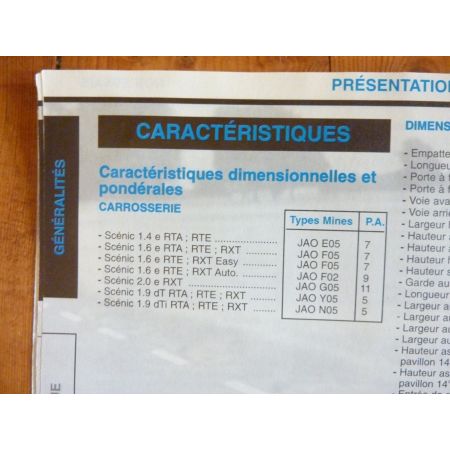 PRÉSENTATION
CARACTÉRISTIQUES
GÉNÉRALITÉS
Caractéristiques dimensionnelles et
pondérales
CARROSSERIE
Types Mines P.A.
- Scénic 1.4 e RTA ; RTE .................... JAO E05 7
- Scénic 1.6 e RTA ; RTE ; RXT ........... JAO F05 7
- Scénic 1.6 e RTE ; RXT Easy ........... JAO F05 7
- Scénic 1.6 e RTE ; RXT Auto. ........... JAO F02 9
- Scénic 2.0 e RXT ........... JAO G05 11
- Scénic 1.9 dT RTA ; RTE ; RXT ........ JAO Y05 5
- Scénic 1.9 dTi RTA ; RTE ; RXT ........ JAO N05 5
DIMENS
- Empatte
- Longueu
- Porte à f
- Porte à f
- Voie ava
- Voie arriè
- Largeur
- Hauteur
- Hauteur
- Hauteur
- Hauteur
- Garde au
- Longueur
- Largeur
- Largeur au
- Largeur au
- Largeur au
- Hauteur as
pavillon 14
- Hauteur as
pavillon 14